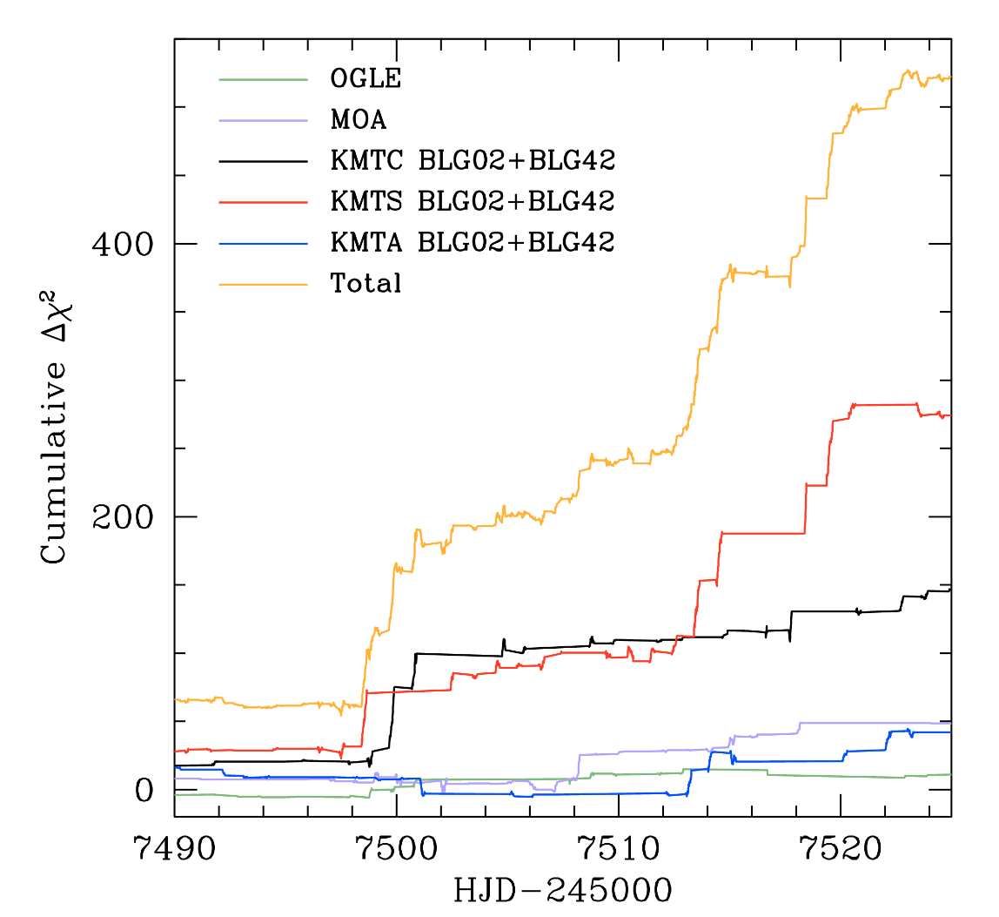 OGLE
MOA
KMTC BLG02+BLG42
KMTS BLG02+BLG42
KMTA BLG02+BLG42
Total
400
200
0
Cumulative Δχ²
7490 7500 7510 7520
HJD−245000